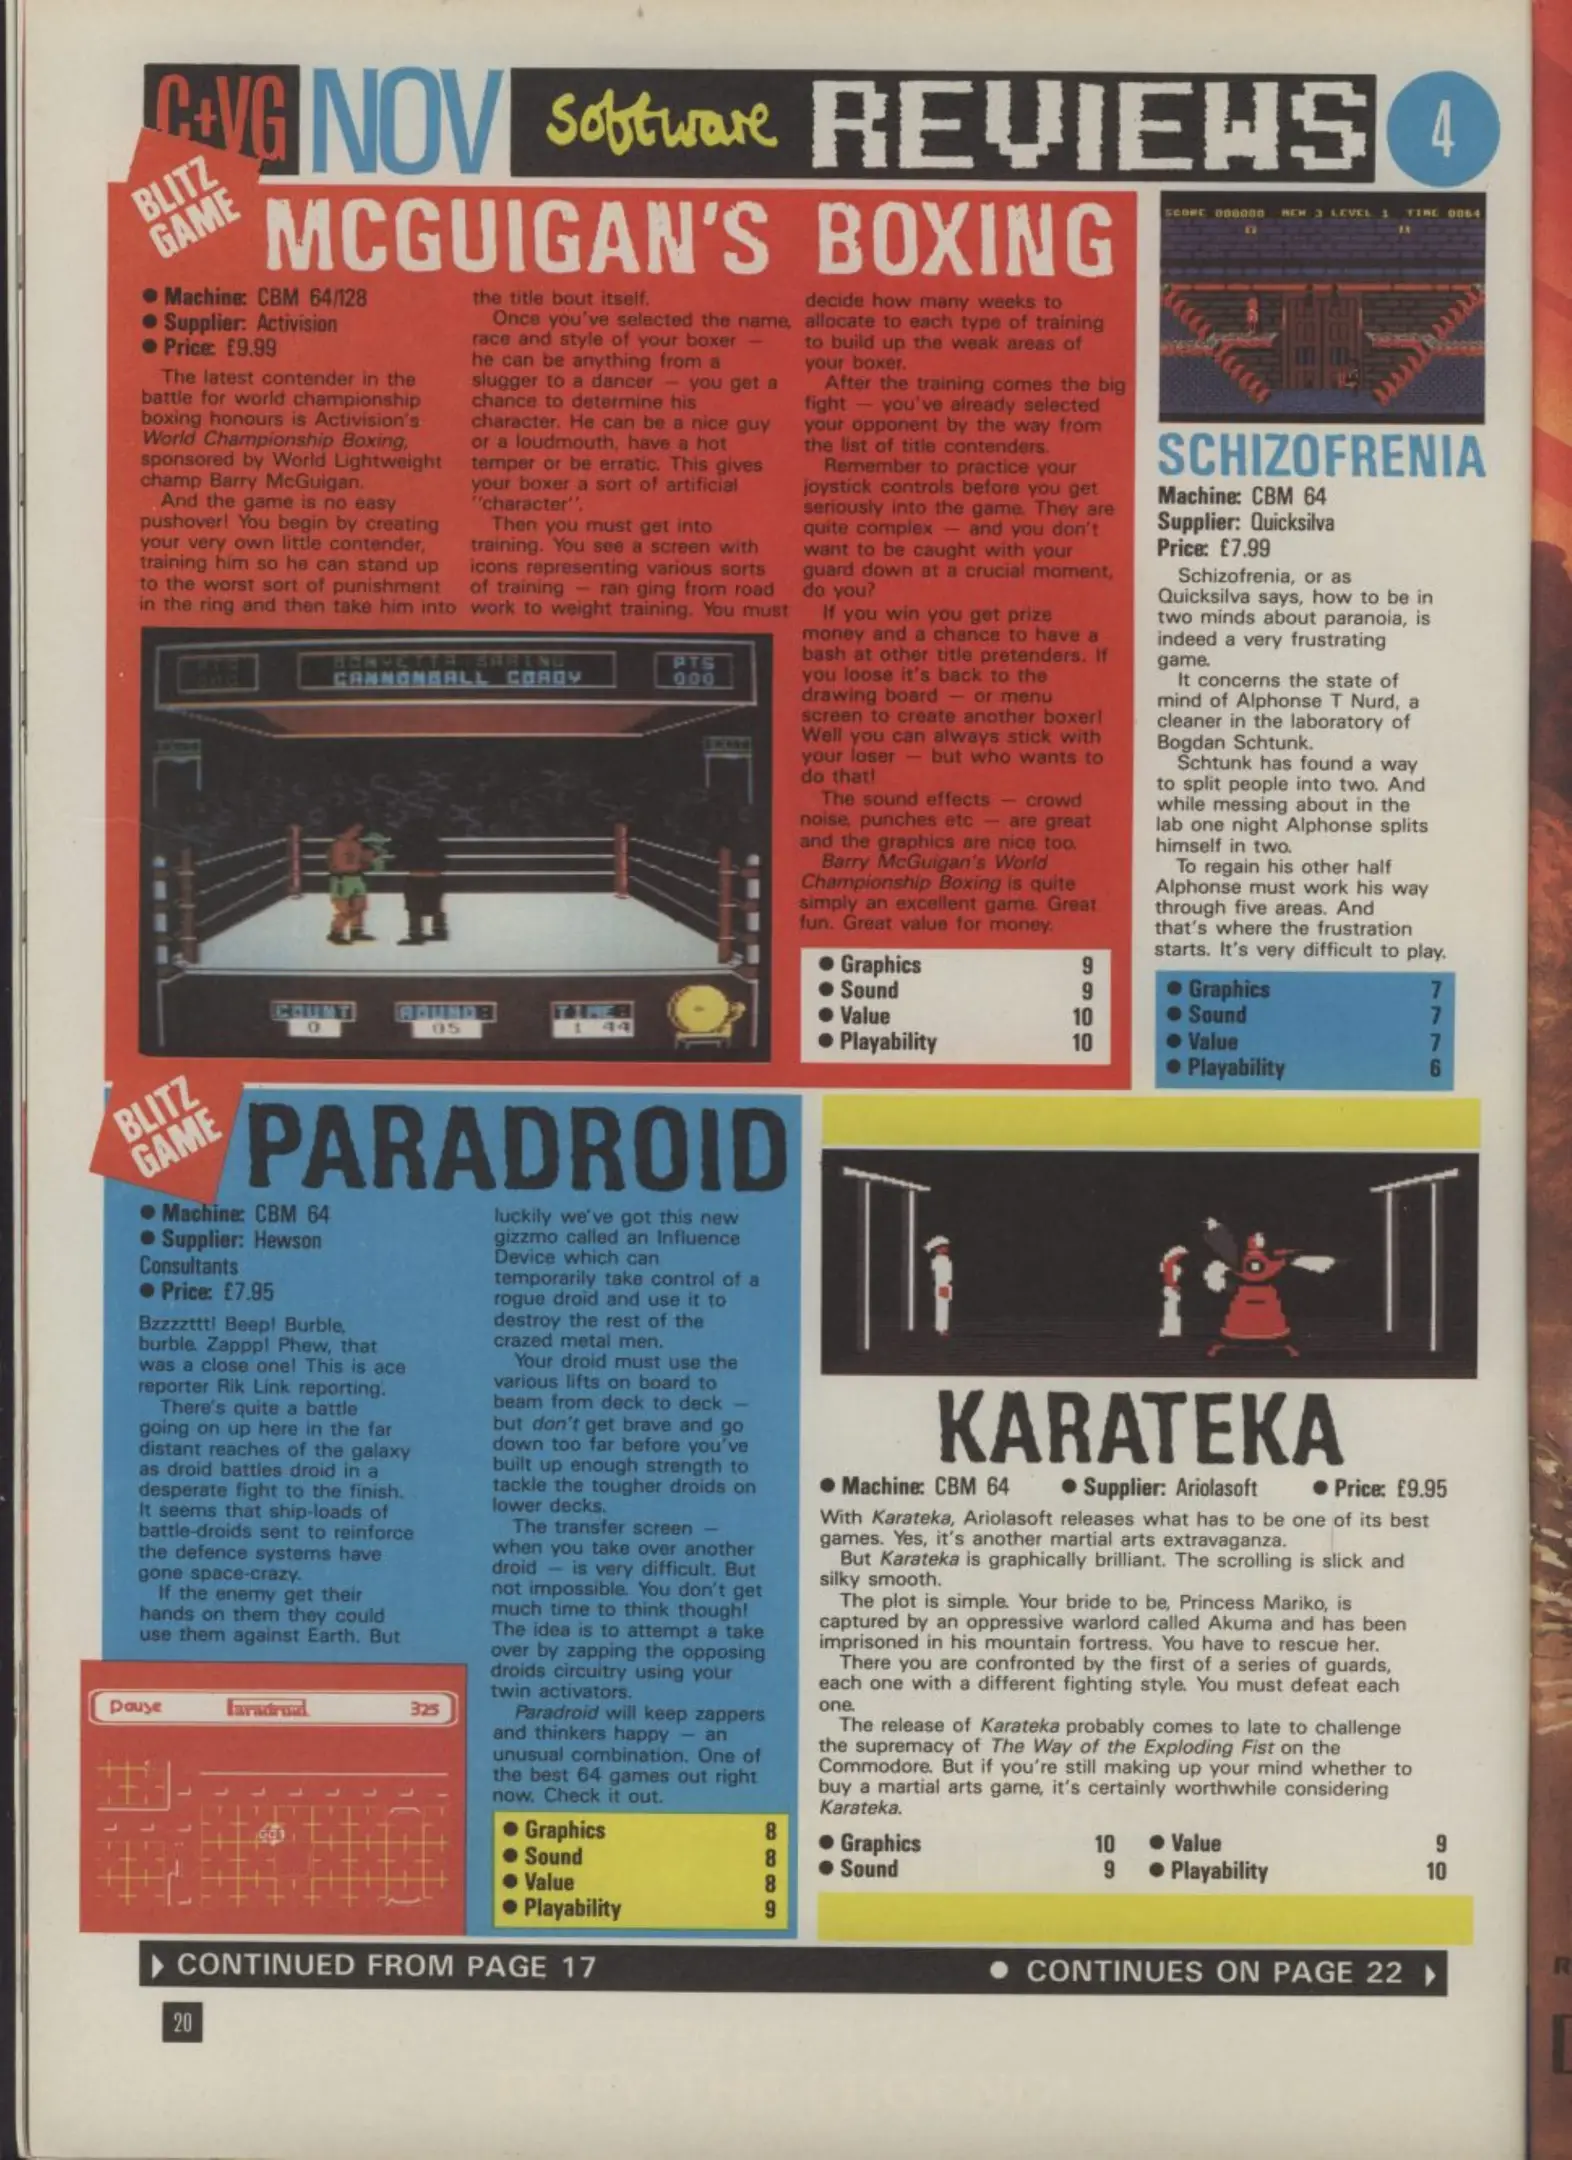 C+VG NOV Software REVIEWS 4
BLITZ
GAME
MCGUIGAN'S BOXING
● Machine: CBM 64/128
● Supplier: Activision
● Price: £9.99
The latest contender in the
battle for world championship
boxing honours is Activision's
World Championship Boxing,
sponsored by World Lightweight
champ Barry McGuigan.
And the game is no easy
pushover! You begin by creating
your very own little contender,
training him so he can stand up
to the worst sort of punishment
in the ring and then take him into
the title bout itself.
Once you've selected the name,
race and style of your boxer —
he can be anything from a
slugger to a dancer — you get a
chance to determine his
character. He can be a nice guy
or a loudmouth, have a hot
temper or be erratic. This gives
your boxer a sort of artificial
"character".
Then you must get into
training. You see a screen with
icons representing various sorts
of training — ran ging from road
work to weight training. You must
decide how many weeks to
allocate to each type of training
to build up the weak areas of
your boxer.
After the training comes the big
fight — you've already selected
your opponent by the way from
the list of title contenders.
Remember to practice your
joystick controls before you get
seriously into the game. They are
quite complex — and you don't
want to be caught with your
guard down at a crucial moment,
do you?
If you win you get prize
money and a chance to have a
bash at other title pretenders. If
you loose it's back to the
drawing board — or menu
screen to create another boxer!
Well you can always stick with
your loser — but who wants to
do that!
The sound effects — crowd
noise, punches etc — are great
and the graphics are nice too.
Barry McGuigan's World
Championship Boxing is quite
simply an excellent game. Great
fun. Great value for money.
CANNONBALL COADY
PTS
000
COUNT
0
ROUND:
05
TIME:
1 44
● Graphics 9
● Sound 9
● Value 10
● Playability 10
SCORE 000000 MEN 3 LEVEL 1 TIME 0064
SCHIZOFRENIA
Machine: CBM 64
Supplier: Quicksilva
Price: £7.99
Schizofrenia, or as
Quicksilva says, how to be in
two minds about paranoia, is
indeed a very frustrating
game.
It concerns the state of
mind of Alphonse T Nurd, a
cleaner in the laboratory of
Bogdan Schtunk.
Schtunk has found a way
to split people into two. And
while messing about in the
lab one night Alphonse splits
himself in two.
To regain his other half
Alphonse must work his way
through five areas. And
that's where the frustration
starts. It's very difficult to play.
● Graphics 7
● Sound 7
● Value 7
● Playability 6
BLITZ
GAME
PARADROID
● Machine: CBM 64
● Supplier: Hewson
Consultants
● Price: £7.95
Bzzzzttt! Beep! Burble,
burble. Zappp! Phew, that
was a close one! This is ace
reporter Rik Link reporting.
There's quite a battle
going on up here in the far
distant reaches of the galaxy
as droid battles droid in a
desperate fight to the finish.
It seems that ship-loads of
battle-droids sent to reinforce
the defence systems have
gone space-crazy.
If the enemy get their
hands on them they could
use them against Earth. But
luckily we've got this new
gizzmo called an Influence
Device which can
temporarily take control of a
rogue droid and use it to
destroy the rest of the
crazed metal men.
Your droid must use the
various lifts on board to
beam from deck to deck —
but don't get brave and go
down too far before you've
built up enough strength to
tackle the tougher droids on
lower decks.
The transfer screen —
when you take over another
droid — is very difficult. But
not impossible. You don't get
much time to think though!
The idea is to attempt a take
over by zapping the opposing
droids circuitry using your
twin activators.
Paradroid will keep zappers
and thinkers happy — an
unusual combination. One of
the best 64 games out right
now. Check it out.
Pause Paradroid 325
001
● Graphics 8
● Sound 8
● Value 8
● Playability 9
KARATEKA
● Machine: CBM 64 ● Supplier: Ariolasoft ● Price: £9.95
With Karateka, Ariolasoft releases what has to be one of its best
games. Yes, it's another martial arts extravaganza.
But Karateka is graphically brilliant. The scrolling is slick and
silky smooth.
The plot is simple. Your bride to be, Princess Mariko, is
captured by an oppressive warlord called Akuma and has been
imprisoned in his mountain fortress. You have to rescue her.
There you are confronted by the first of a series of guards,
each one with a different fighting style. You must defeat each
one.
The release of Karateka probably comes to late to challenge
the supremacy of The Way of the Exploding Fist on the
Commodore. But if you're still making up your mind whether to
buy a martial arts game, it's certainly worthwhile considering
Karateka.
● Graphics 10 ● Value 9
● Sound 9 ● Playability 10
CONTINUED FROM PAGE 17 ● CONTINUES ON PAGE 22
20